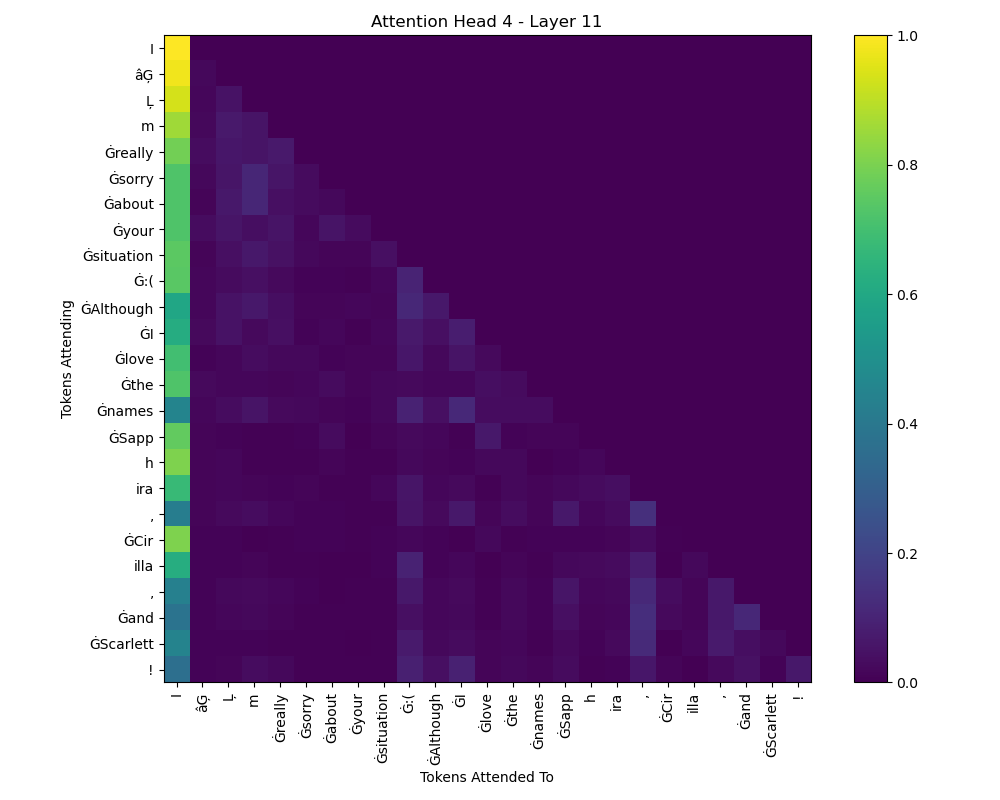 Attention Head 4 - Layer 11
Tokens Attending
I
âĢ
Ļ
m
Ġreally
Ġsorry
Ġabout
Ġyour
Ġsituation
Ġ:(
ĠAlthough
ĠI
Ġlove
Ġthe
Ġnames
ĠSapp
h
ira
,
ĠCir
illa
,
Ġand
ĠScarlett
!
I
âĢ
Ļ
m
Ġreally
Ġsorry
Ġabout
Ġyour
Ġsituation
Ġ:(
ĠAlthough
ĠI
Ġlove
Ġthe
Ġnames
ĠSapp
h
ira
,
ĠCir
illa
,
Ġand
ĠScarlett
!
Tokens Attended To
1.0
0.8
0.6
0.4
0.2
0.0